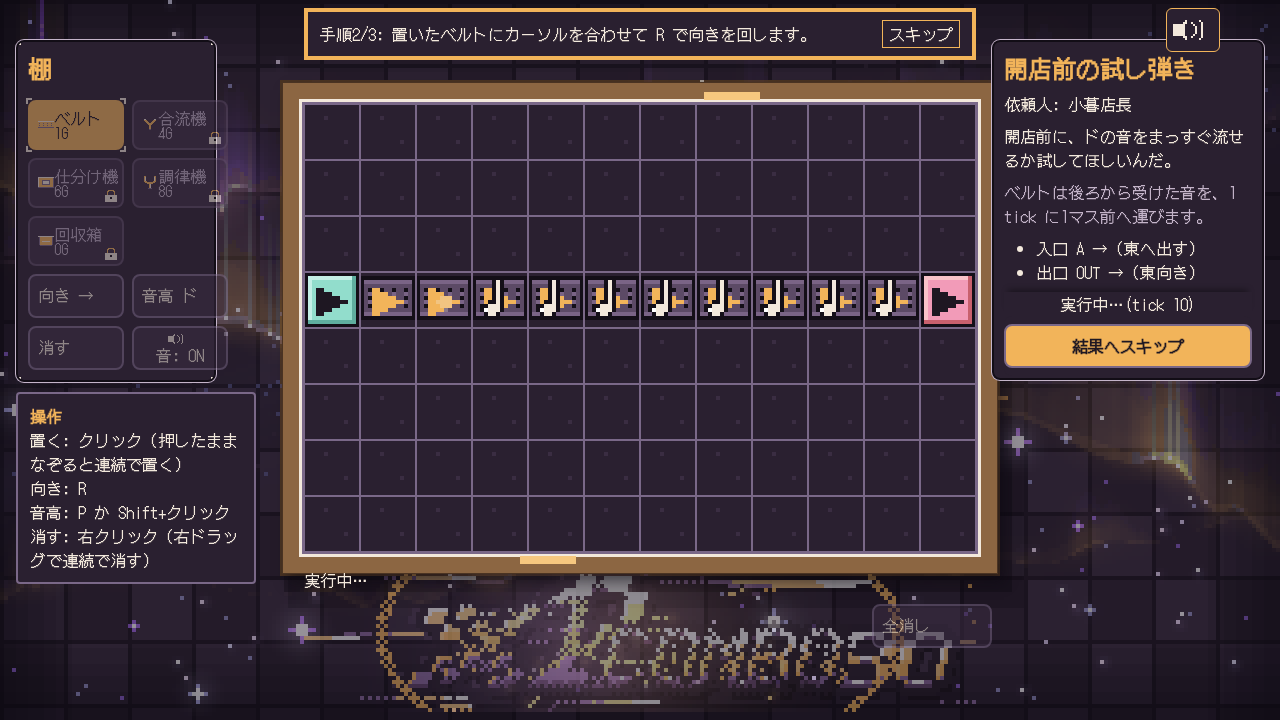 手順2/3: 置いたベルトにカーソルを合わせて R で向きを回します。
スキップ
棚
ベルト
1G
合流機
4G
仕分け機
6G
調律機
8G
回収箱
0G
向き →
音高 ド
消す
音: ON
操作
置く: クリック（押したまま
なぞると連続で置く）
向き: R
音高: P か Shift+クリック
消す: 右クリック（右ドラッ
グで連続で消す）
開店前の試し弾き
依頼人: 小暮店長
開店前に、ドの音をまっすぐ流せ
るか試してほしいんだ。
ベルトは後ろから受けた音を、1
tick に1マス前へ運びます。
• 入口 A →（東へ出す）
• 出口 OUT →（東向き）
実行中…(tick 10)
結果へスキップ
実行中…
全消し